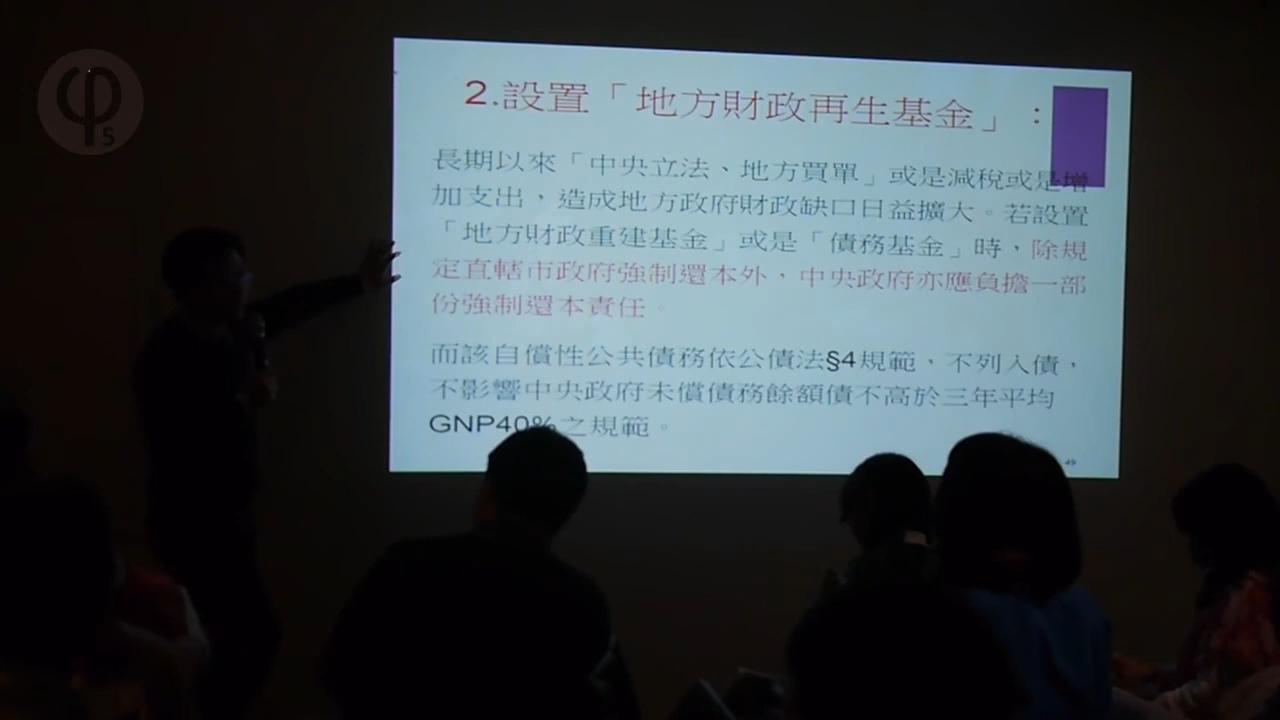 φ5
2.設置「地方財政再生基金」：
長期以來「中央立法、地方買單」或是減稅或是增
加支出，造成地方政府財政缺口日益擴大。若設置
「地方財政重建基金」或是「債務基金」時，除規
定直轄市政府強制還本外，中央政府亦應負擔一部
份強制還本責任。
而該自償性公共債務依公債法§4規範，不列入債，
不影響中央政府未償債務餘額債不高於三年平均
GNP40%之規範。
49